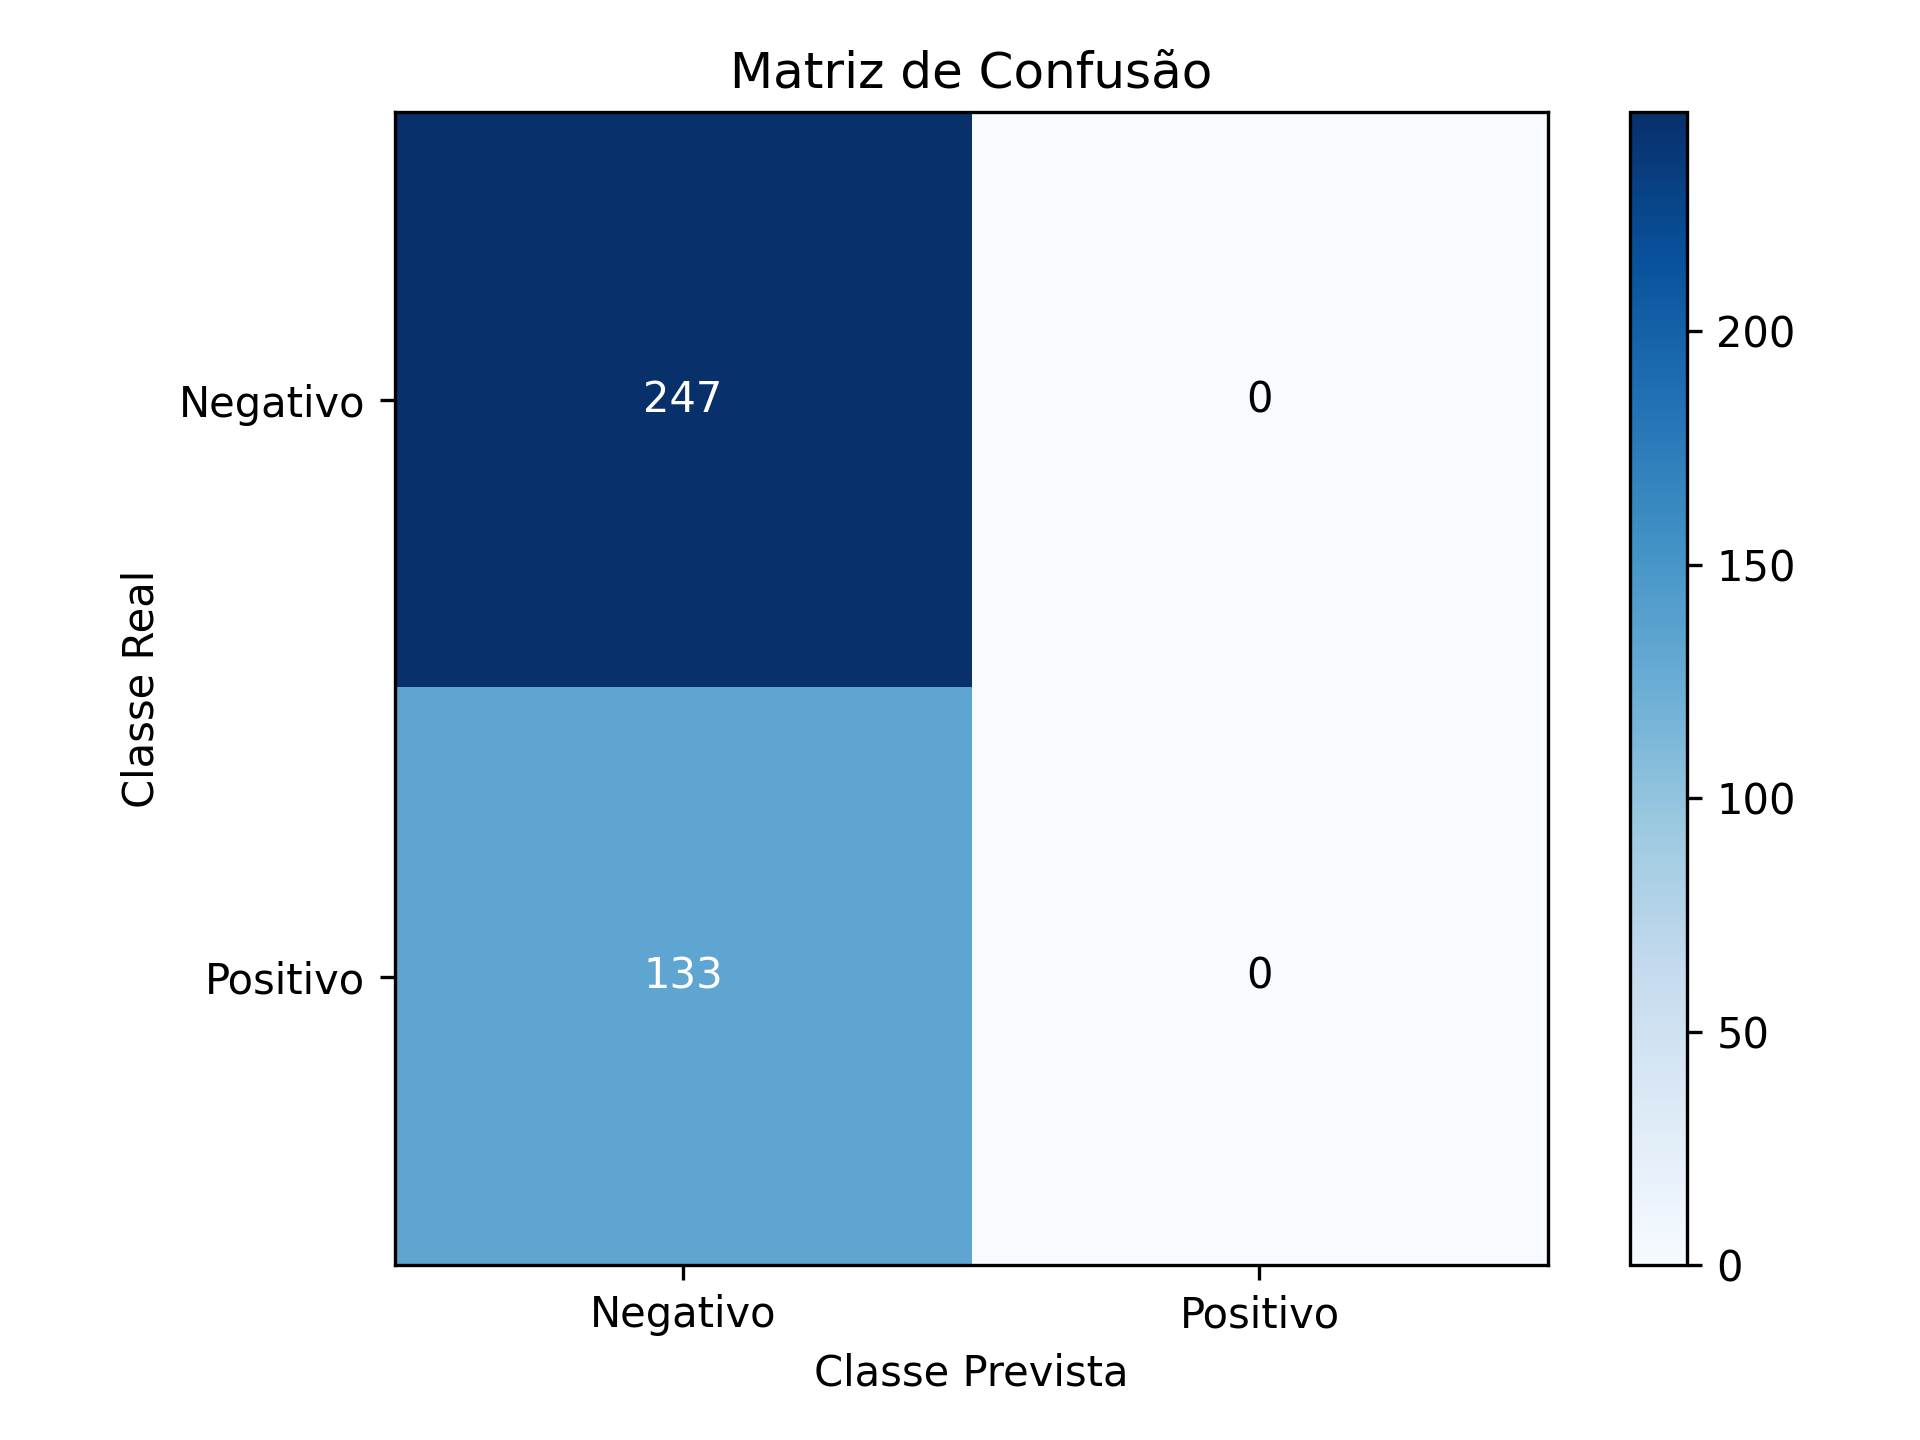 Matriz de Confusão
Negativo
247
0
Positivo
133
0
Negativo
Positivo
Classe Prevista
Classe Real
200
150
100
50
0